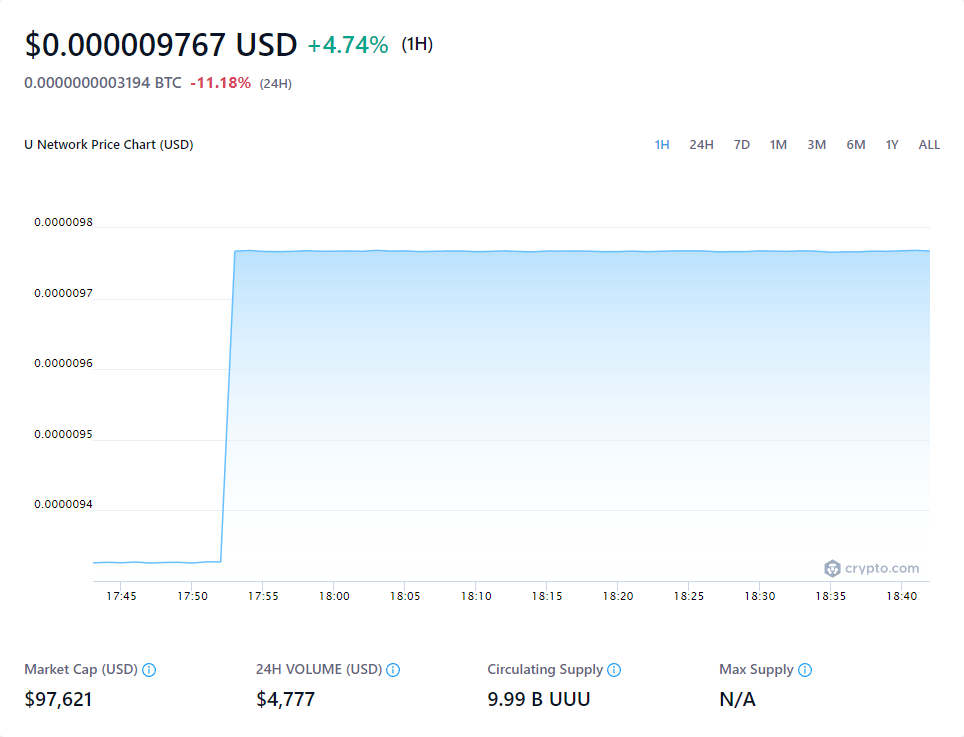 $0.000009767 USD +4.74% (1H)
0.0000000003194 BTC -11.18% (24H)
U Network Price Chart (USD) 1H 24H 7D 1M 3M 6M 1Y ALL
0.0000098
0.0000097
0.0000096
0.0000095
0.0000094
crypto.com
17:45 17:50 17:55 18:00 18:05 18:10 18:15 18:20 18:25 18:30 18:35 18:40
Market Cap (USD) 24H VOLUME (USD) Circulating Supply Max Supply
$97,621 $4,777 9.99 B UUU N/A